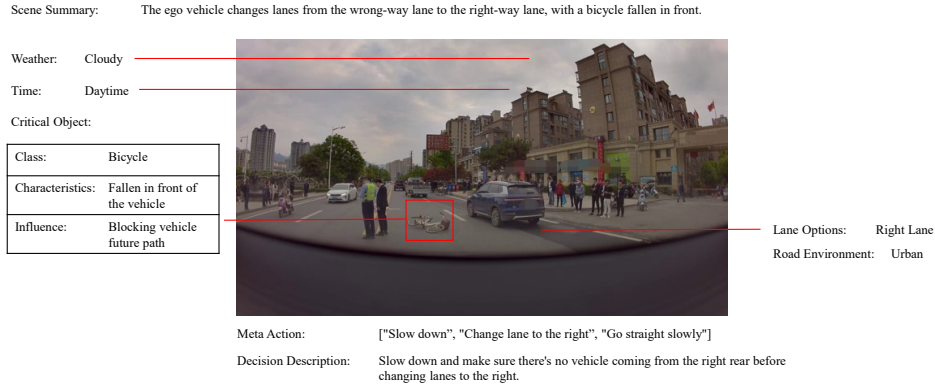 Scene Summary: The ego vehicle changes lanes from the wrong-way lane to the right-way lane, with a bicycle fallen in front.
Weather: Cloudy
Time: Daytime
Critical Object:
Class: Bicycle
Characteristics: Fallen in front of
the vehicle
Influence: Blocking vehicle
future path
Lane Options: Right Lane
Road Environment: Urban
Meta Action: ["Slow down”, "Change lane to the right”, "Go straight slowly"]
Decision Description: Slow down and make sure there's no vehicle coming from the right rear before
changing lanes to the right.